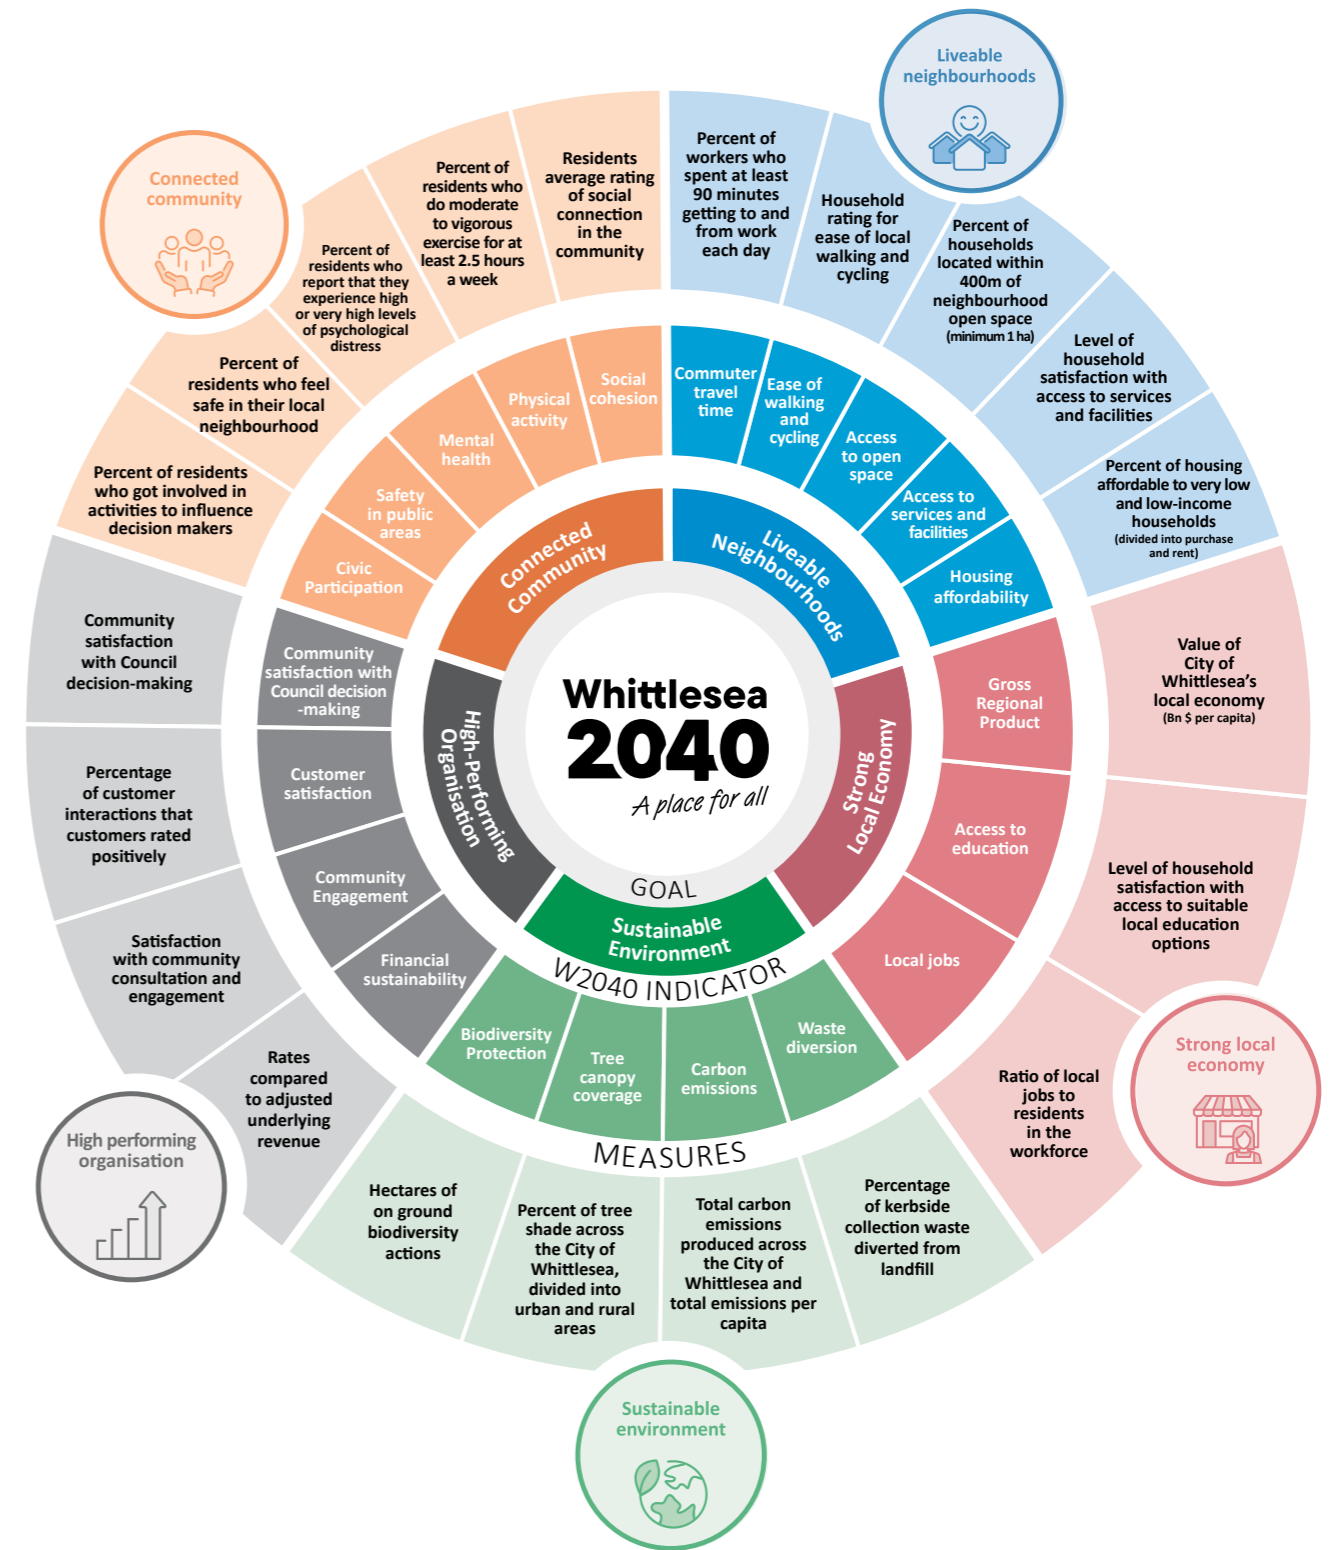 Liveable
neighbourhoods
Connected
community
Percent of
workers who
spent at least
90 minutes
getting to and
from work
each day
Household
rating for
ease of local
walking and
cycling
Percent of
households
located within
400m of
neighbourhood
open space
(minimum 1 ha)
Level of
household
satisfaction with
access to services
and facilities
Percent of housing
affordable to very low
and low-income
households
(divided into purchase
and rent)
Value of
City of
Whittlesea's
local economy
(Bn $ per capita)
Level of household
satisfaction with
access to suitable
local education
options
Ratio of local
jobs to
residents
in the
workforce
Strong local
economy
Percentage
of kerbside
collection waste
diverted from
landfill
Total carbon
emissions
produced across
the City of
Whittlesea and
total emissions per
capita
Percent of tree
shade across
the City of
Whittlesea,
divided into
urban and rural
areas
Hectares of
on ground
biodiversity
actions
Sustainable
environment
Rates
compared
to adjusted
underlying
revenue
High performing
organisation
Satisfaction
with community
consultation and
engagement
Percentage
of customer
interactions that
customers rated
positively
Community
satisfaction
with Council
decision-making
Percent of residents
who got involved in
activities to influence
decision makers
Percent of
residents who feel
safe in their local
neighbourhood
Percent of
residents who
report that they
experience high
or very high levels
of psychological
distress
Percent of
residents who
do moderate
to vigorous
exercise for at
least 2.5 hours
a week
Residents
average rating
of social
connection
in the
community
Commuter
travel
time
Ease of
walking
and
cycling
Access
to open
space
Access to
services and
facilities
Housing
affordability
Gross
Regional
Product
Access to
education
Local jobs
Waste
diversion
Carbon
emissions
Tree
canopy
coverage
Biodiversity
Protection
Financial
sustainability
Community
Engagement
Customer
satisfaction
Community
satisfaction with
Council decision
-making
Civic
Participation
Safety
in public
areas
Mental
health
Physical
activity
Social
cohesion
Connected
Community
Liveable
Neighbourhoods
Strong
Local Economy
Sustainable
Environment
High-Performing
Organisation
Whittlesea
2040
A place for all
GOAL
W2040 INDICATOR
MEASURES